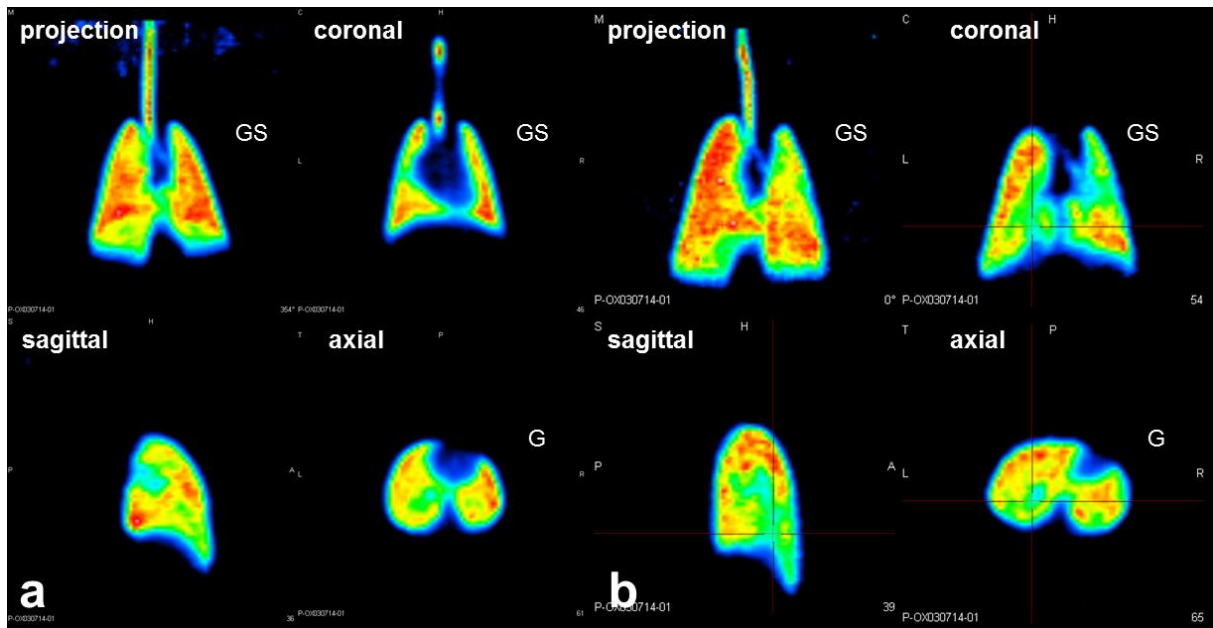 M
projection
GS
354°
C
H
coronal
GS
L
R
P-OX030714-01
46
S
H
sagittal
P
A
P-OX030714-01
36
T
P
axial
G
L
R
P-OX030714-01
61
a
M
projection
GS
P-OX030714-01
0°
C
H
coronal
GS
L
R
P-OX030714-01
54
S
H
sagittal
P
A
P-OX030714-01
39
T
P
axial
G
L
R
P-OX030714-01
65
b